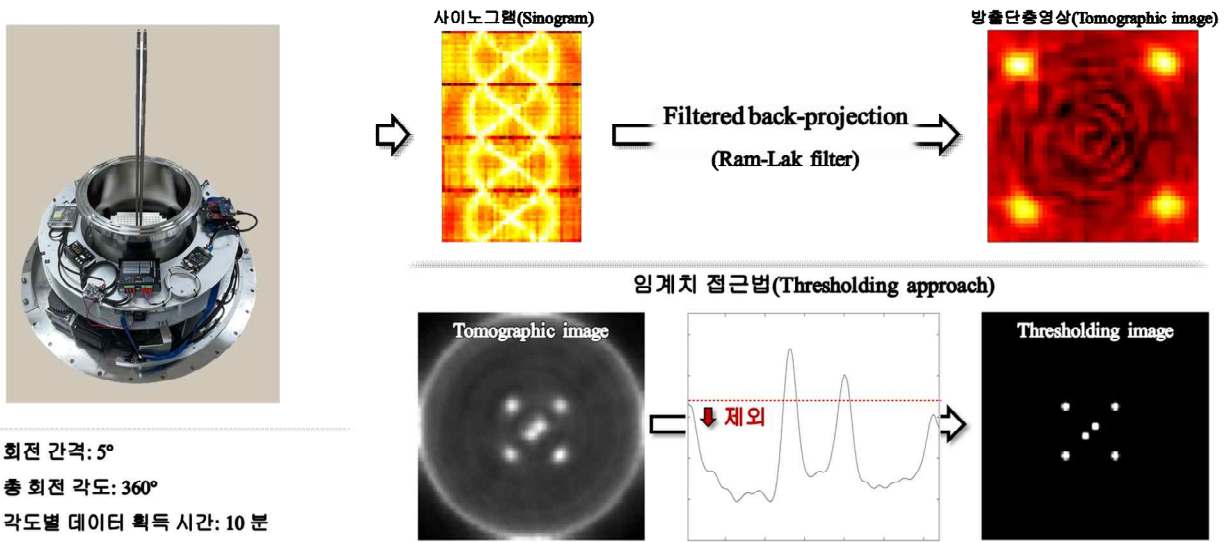 사이노그램(Sinogram)
방출단층영상(Tomographic image)
Filtered back-projection
(Ram-Lak filter)
임계치 접근법(Thresholding approach)
Tomographic image
제외
Thresholding image
회전 간격: 5°
총 회전 각도: 360°
각도별 데이터 획득 시간: 10 분